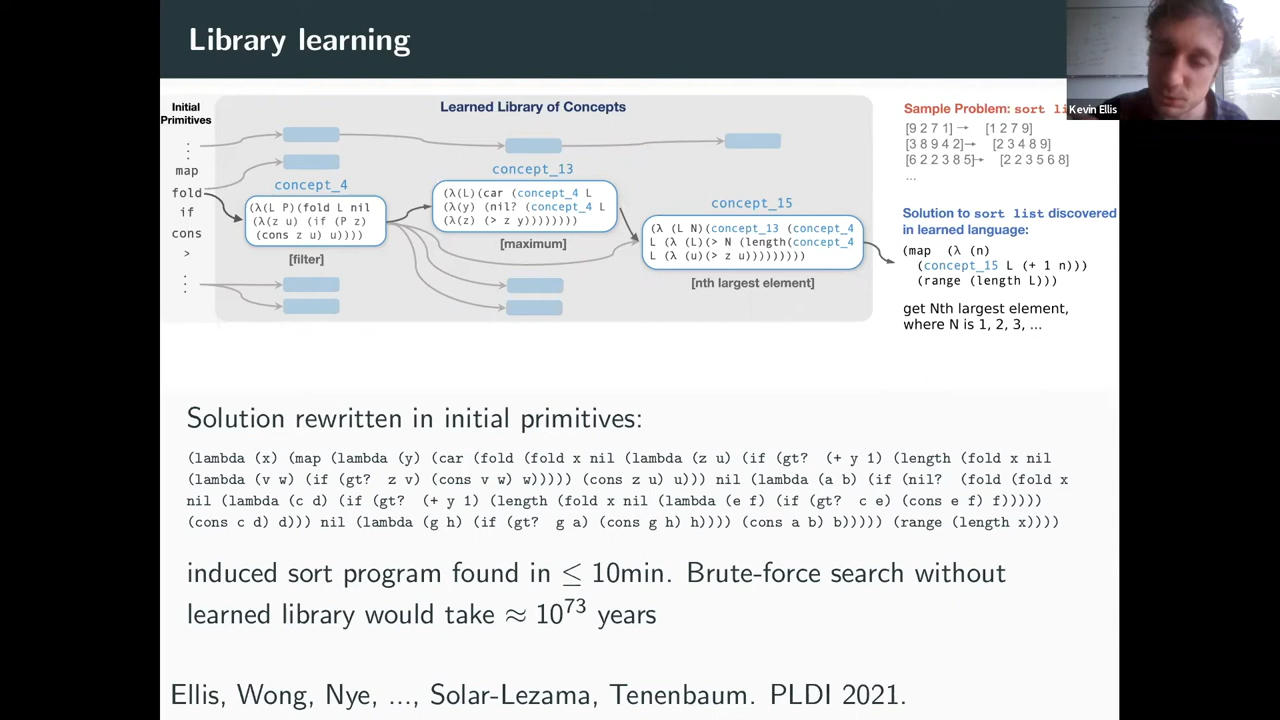 Library learning
Kevin Ellis
Initial
Primitives
Learned Library of Concepts
⋮
map
fold
if
cons
>
⋮
concept_4
(λ(L P)(fold L nil
(λ(z u) (if (P z)
(cons z u) u))))
[filter]
concept_13
(λ(L)(car (concept_4 L
(λ(y) (nil? (concept_4 L
(λ(z) (> z y))))))))
[maximum]
concept_15
(λ (L N)(concept_13 (concept_4
L (λ (L)(> N (length(concept_4
L (λ (u)(> z u)))))))))
[nth largest element]
Sample Problem: sort li
[9 2 7 1] → [1 2 7 9]
[3 8 9 4 2]→ [2 3 4 8 9]
[6 2 2 3 8 5]→ [2 2 3 5 6 8]
...
Solution to sort list discovered
in learned language:
(map (λ (n)
(concept_15 L (+ 1 n)))
(range (length L)))
get Nth largest element,
where N is 1, 2, 3, ...
Solution rewritten in initial primitives:
(lambda (x) (map (lambda (y) (car (fold (fold x nil (lambda (z u) (if (gt? (+ y 1) (length (fold x nil
(lambda (v w) (if (gt? z v) (cons v w) w))))) (cons z u) u))) nil (lambda (a b) (if (nil? (fold (fold x
nil (lambda (c d) (if (gt? (+ y 1) (length (fold x nil (lambda (e f) (if (gt? c e) (cons e f) f)))))
(cons c d) d))) nil (lambda (g h) (if (gt? g a) (cons g h) h)))) (cons a b) b))))) (range (length x))))
induced sort program found in ≤ 10min. Brute-force search without
learned library would take ≈ 10⁷³ years
Ellis, Wong, Nye, ..., Solar-Lezama, Tenenbaum. PLDI 2021.